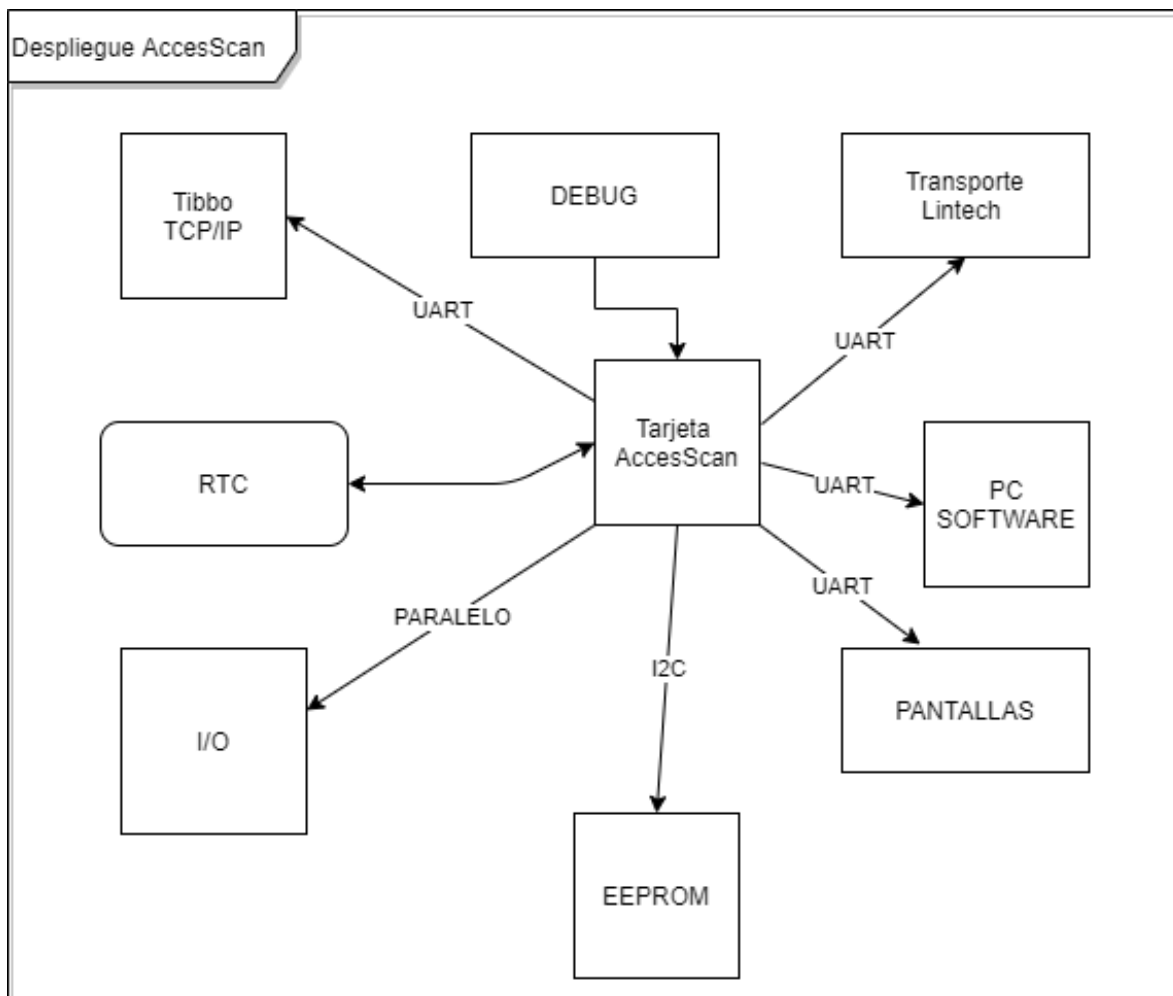 Despliegue AccesScan
Tibbo
TCP/IP
DEBUG
Transporte
Lintech
UART
UART
Tarjeta
AccesScan
RTC
UART
PC
SOFTWARE
UART
PARALELO
I2C
I/O
PANTALLAS
EEPROM